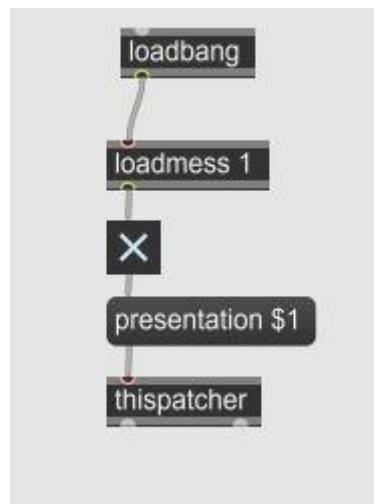 loadbang
loadmess 1
presentation $1
thispatcher